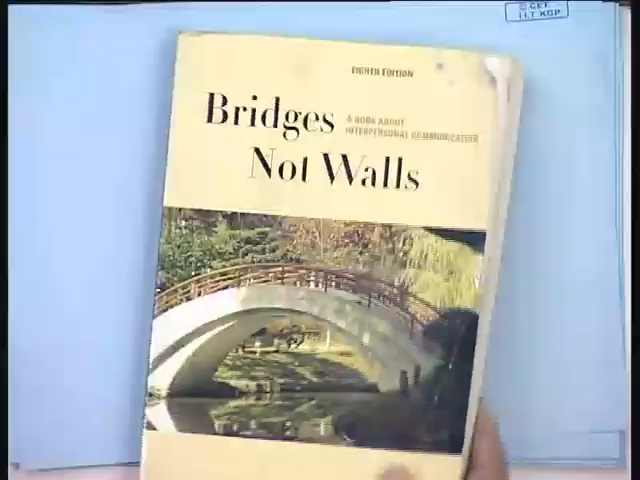 © CET
I.I.T. KGP
EIGHTH EDITION
Bridges
A BOOK ABOUT
INTERPERSONAL COMMUNICATION
Not Walls